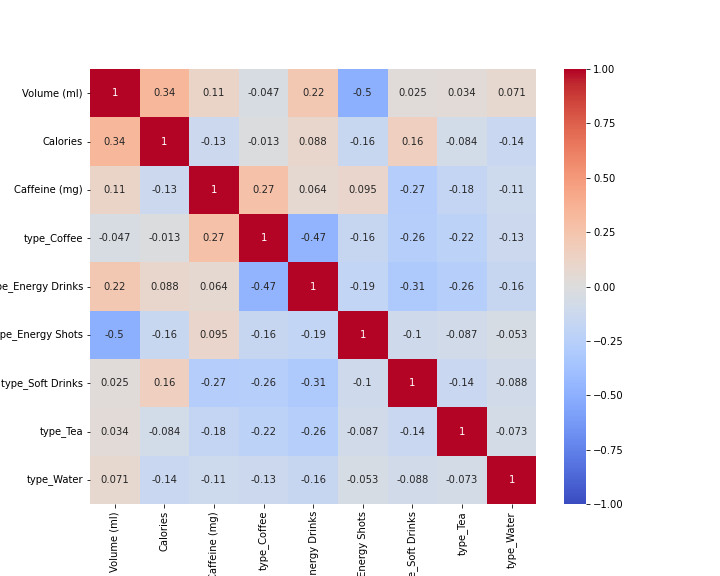 Volume (ml) 1 0.34 0.11 -0.047 0.22 -0.5 0.025 0.034 0.071
Calories 0.34 1 -0.13 -0.013 0.088 -0.16 0.16 -0.084 -0.14
Caffeine (mg) 0.11 -0.13 1 0.27 0.064 0.095 -0.27 -0.18 -0.11
type_Coffee -0.047 -0.013 0.27 1 -0.47 -0.16 -0.26 -0.22 -0.13
pe_Energy Drinks 0.22 0.088 0.064 -0.47 1 -0.19 -0.31 -0.26 -0.16
pe_Energy Shots -0.5 -0.16 0.095 -0.16 -0.19 1 -0.1 -0.087 -0.053
type_Soft Drinks 0.025 0.16 -0.27 -0.26 -0.31 -0.1 1 -0.14 -0.088
type_Tea 0.034 -0.084 -0.18 -0.22 -0.26 -0.087 -0.14 1 -0.073
type_Water 0.071 -0.14 -0.11 -0.13 -0.16 -0.053 -0.088 -0.073 1
Volume (ml)
Calories
affeine (mg)
type_Coffee
nergy Drinks
Energy Shots
e_Soft Drinks
type_Tea
type_Water
1.00
0.75
0.50
0.25
0.00
−0.25
−0.50
−0.75
−1.00